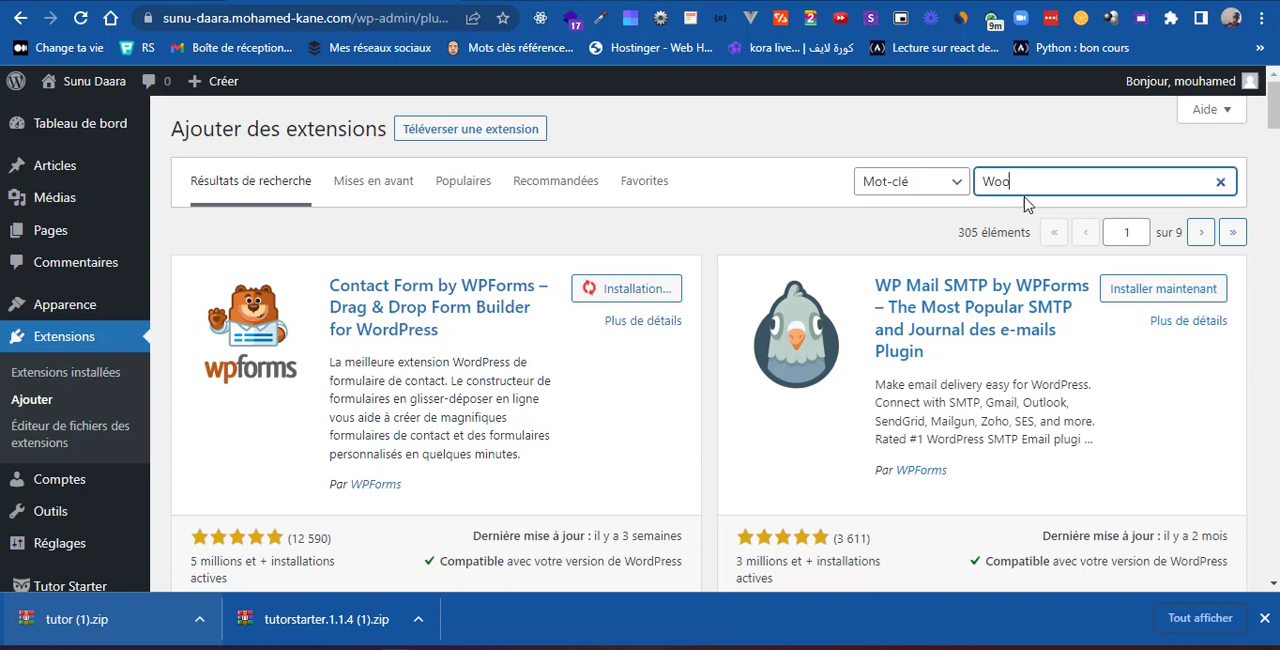 sunu-daara.mohamed-kane.com/wp-admin/plu...
17
2
S
9m
Change ta vie
RS
Boîte de réception...
Mes réseaux sociaux
Mots clés référence...
Hostinger - Web H...
kora live... | كورة لايف
Lecture sur react de...
Python : bon cours
»
Sunu Daara
0
Créer
Bonjour, mouhamed
Tableau de bord
Articles
Médias
Pages
Commentaires
Apparence
Extensions
Extensions installées
Ajouter
Éditeur de fichiers des
extensions
Comptes
Outils
Réglages
Tutor Starter
Aide
Ajouter des extensions
Téléverser une extension
Résultats de recherche
Mises en avant
Populaires
Recommandées
Favorites
Mot-clé
Woo
305 éléments
«
‹
1
sur 9
›
»
wpforms
Contact Form by WPForms –
Drag & Drop Form Builder
for WordPress
Installation...
Plus de détails
La meilleure extension WordPress de
formulaire de contact. Le constructeur de
formulaires en glisser-déposer en ligne
vous aide à créer de magnifiques
formulaires de contact et des formulaires
personnalisés en quelques minutes.
Par WPForms
(12 590)
5 millions et + installations
actives
Dernière mise à jour : il y a 3 semaines
Compatible avec votre version de WordPress
WP Mail SMTP by WPForms
– The Most Popular SMTP
and Journal des e-mails
Plugin
Installer maintenant
Plus de détails
Make email delivery easy for WordPress.
Connect with SMTP, Gmail, Outlook,
SendGrid, Mailgun, Zoho, SES, and more.
Rated #1 WordPress SMTP Email plugi ...
Par WPForms
(3 611)
3 millions et + installations
actives
Dernière mise à jour : il y a 2 mois
Compatible avec votre version de WordPress
tutor (1).zip
tutorstarter.1.1.4 (1).zip
Tout afficher